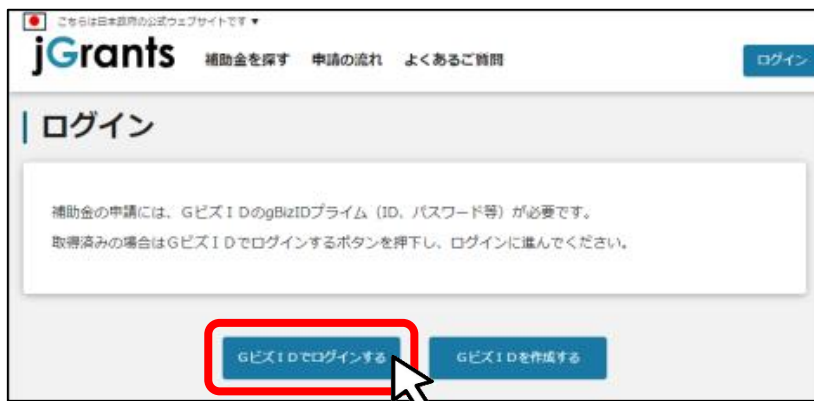 こちらは日本政府の公式ウェブサイトです ▼
jGrants 補助金を探す 申請の流れ よくあるご質問 ログイン
ログイン
補助金の申請には、GビズIDのgBizIDプライム（ID、パスワード等）が必要です。
取得済みの場合はGビズIDでログインするボタンを押下し、ログインに進んでください。
GビズIDでログインする GビズIDを作成する